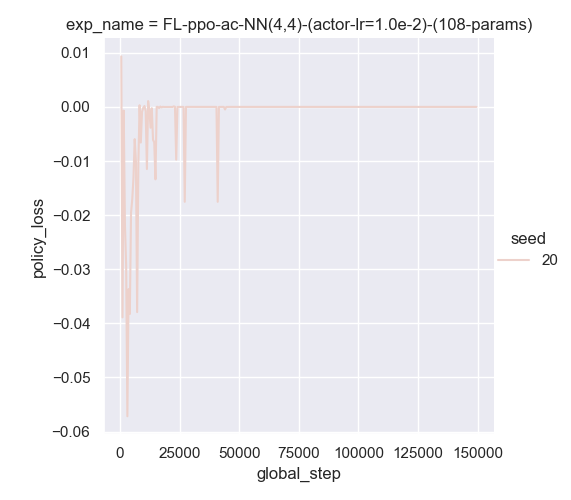 exp_name = FL-ppo-ac-NN(4,4)-(actor-lr=1.0e-2)-(108-params)
0.01
0.00
−0.01
−0.02
−0.03
−0.04
−0.05
−0.06
policy_loss
seed
20
0 25000 50000 75000 100000 125000 150000
global_step